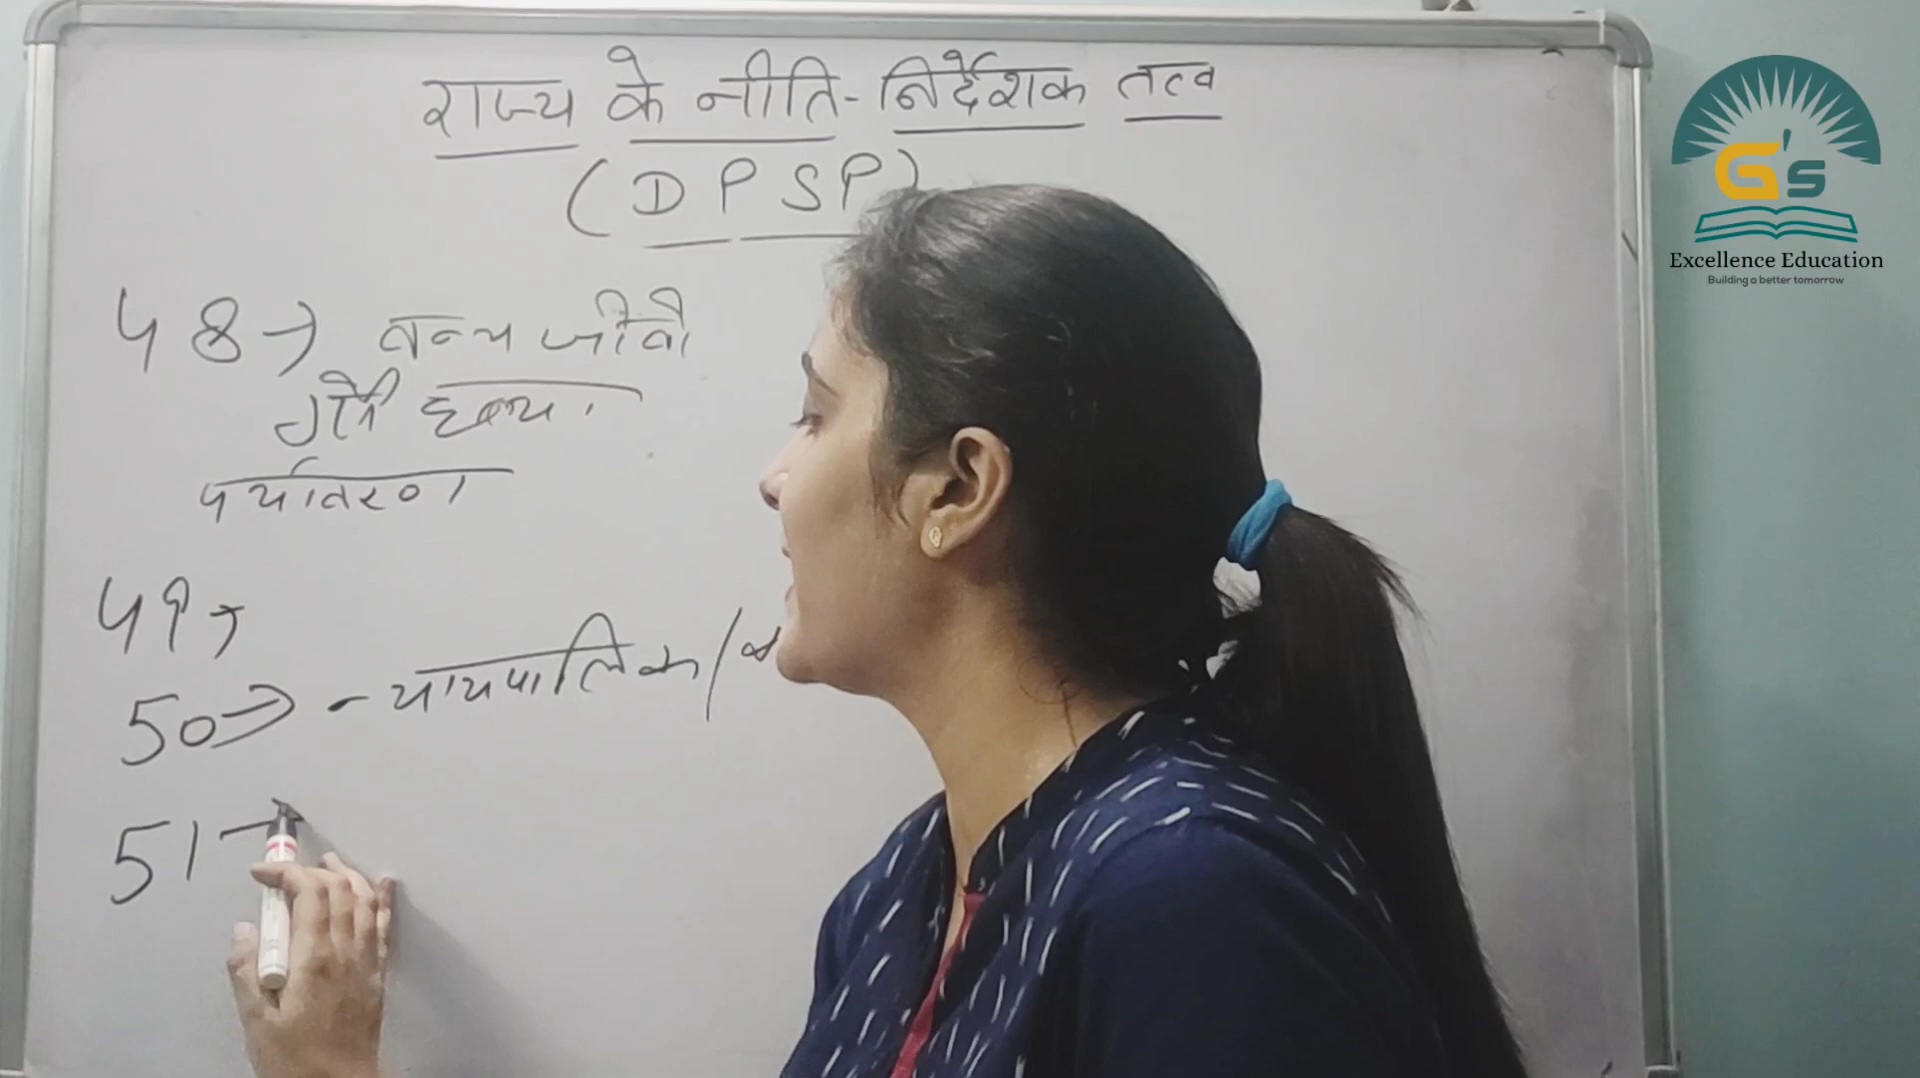 राज्य के नीति-निर्देशक तत्व
(DPSP)
48→ वन्य जीवो
गौ हत्या
पर्यावरण
49→
50→ न्यायपालिका/का
51→
G's
Excellence Education
Building a better tomorrow